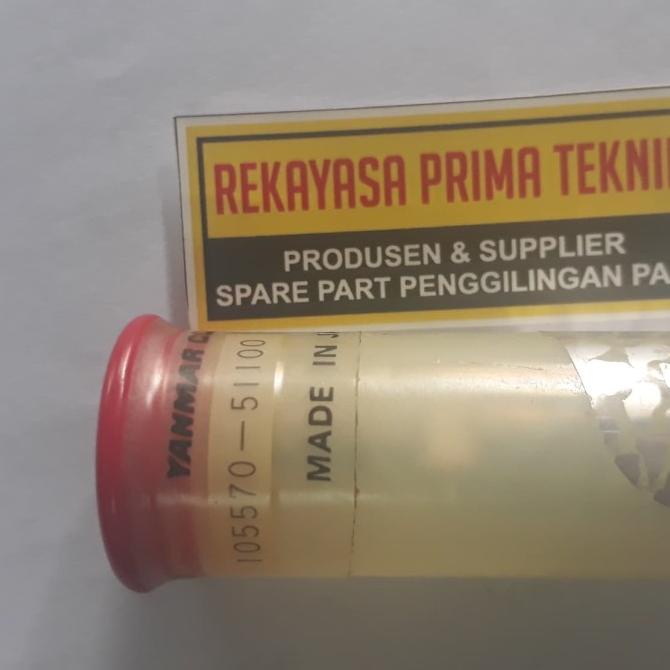 REKAYASA PRIMA TEKNI
PRODUSEN & SUPPLIER
SPARE PART PENGGILINGAN PA
YANMAR
105570-51100
MADE IN J